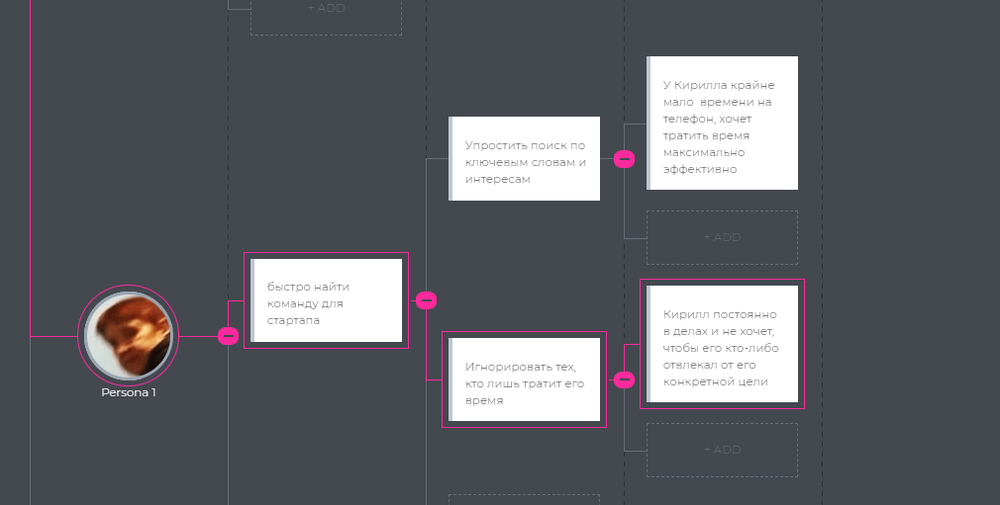 + ADD
У Кирилла крайне
мало времени на
телефон, хочет
тратить время
максимально
эффективно
Упростить поиск по
ключевым словам и
интересам
+ ADD
быстро найти
команду для
стартапа
Кирилл постоянно
в делах и не хочет,
чтобы его кто-либо
отвлекал от его
конкретной цели
Игнорировать тех,
кто лишь тратит его
время
Persona 1
+ ADD